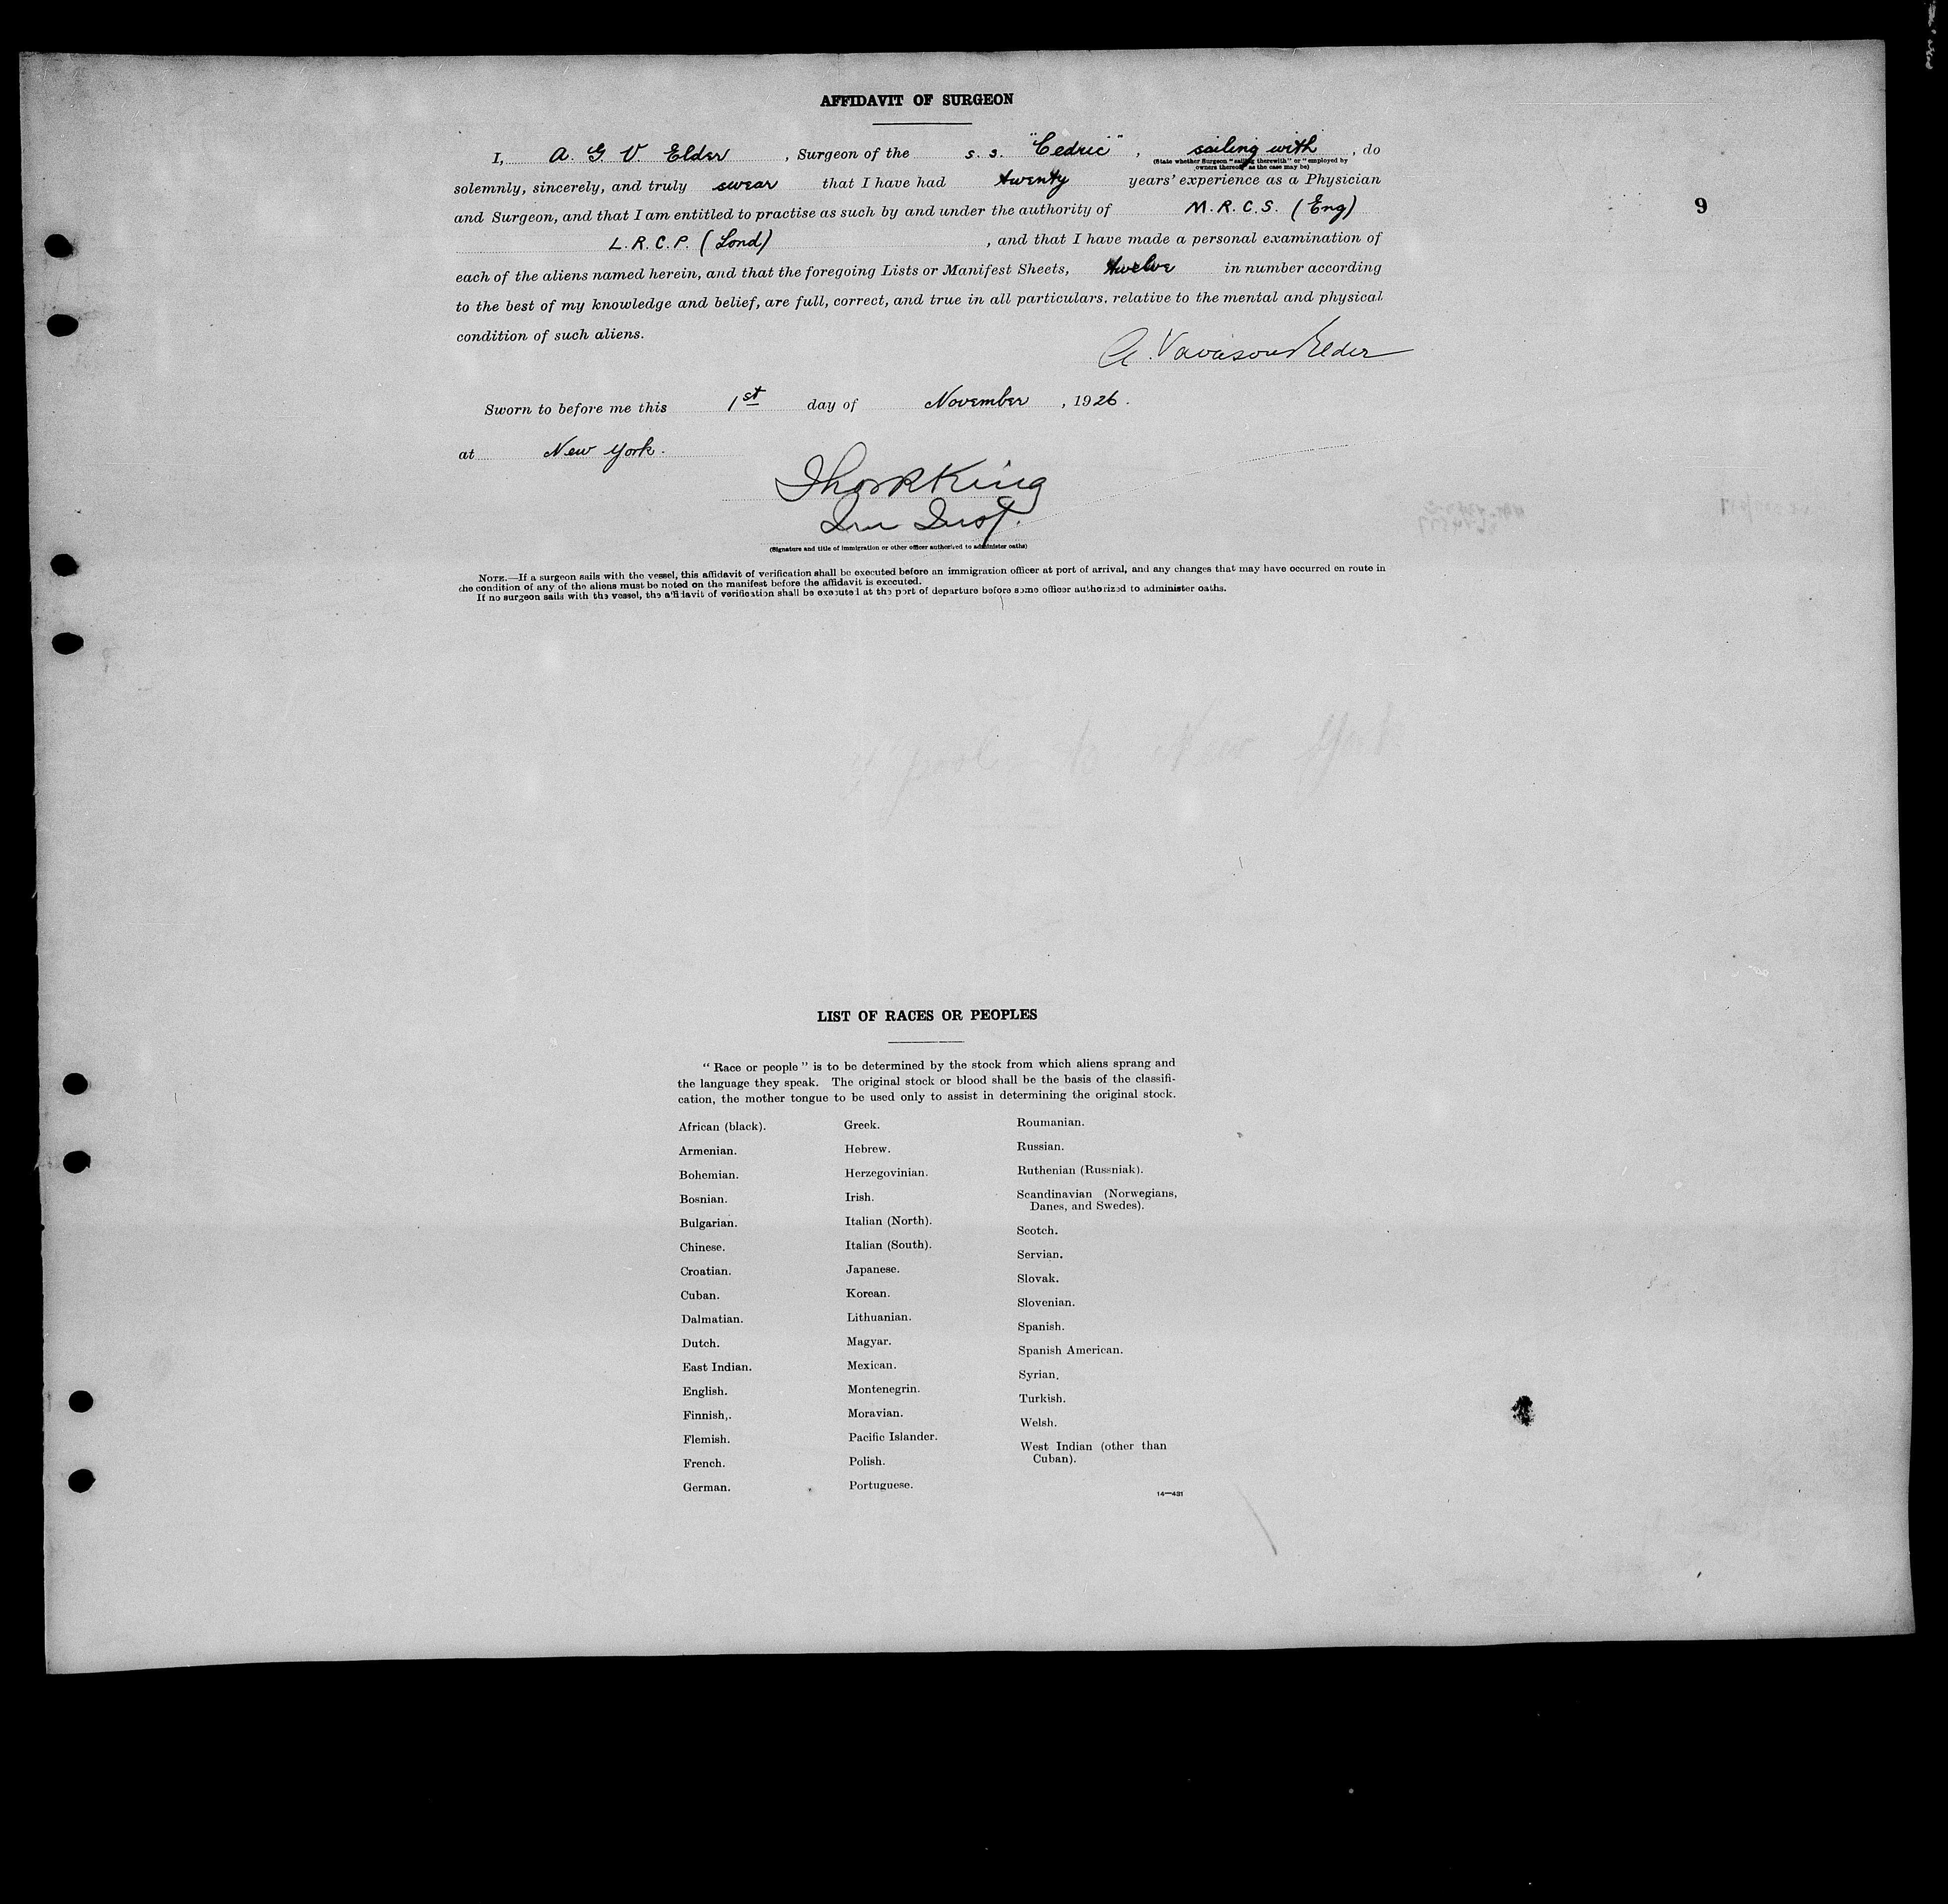 AFFIDAVIT OF SURGEON
I, A. G. V Elder, Surgeon of the s. s. "Cedric", sailing with, do
(State whether Surgeon "sailing therewith" or "employed by
owners thereof," as the case may be)
solemnly, sincerely, and truly swear that I have had twenty years' experience as a Physician
and Surgeon, and that I am entitled to practise as such by and under the authority of M. R. C. S. (Eng)
L. R. C. P. (Lond), and that I have made a personal examination of
each of the aliens named herein, and that the foregoing Lists or Manifest Sheets, twelve in number according
to the best of my knowledge and belief, are full, correct, and true in all particulars, relative to the mental and physical
condition of such aliens.
A. Vavasour Elder
Sworn to before me this 1st day of November, 1926.
at New York.
King
(Signature and title of immigration or other officer authorized to administer oaths)
NOTE.—If a surgeon sails with the vessel, this affidavit of verification shall be executed before an immigration officer at port of arrival, and any changes that may have occurred en route in
the condition of any of the aliens must be noted on the manifest before the affidavit is executed.
If no surgeon sails with the vessel, the affidavit of verification shall be executed at the port of departure before some officer authorized to administer oaths.
9
to New York
LIST OF RACES OR PEOPLES
"Race or people" is to be determined by the stock from which aliens sprang and
the language they speak. The original stock or blood shall be the basis of the classifi-
cation, the mother tongue to be used only to assist in determining the original stock.
African (black).
Armenian.
Bohemian.
Bosnian.
Bulgarian.
Chinese.
Croatian.
Cuban.
Dalmatian.
Dutch.
East Indian.
English.
Finnish,.
Flemish.
French.
German.
Greek.
Hebrew.
Herzegovinian.
Irish.
Italian (North).
Italian (South).
Japanese.
Korean.
Lithuanian.
Magyar.
Mexican.
Montenegrin.
Moravian.
Pacific Islander.
Polish.
Portuguese.
Roumanian.
Russian.
Ruthenian (Russniak).
Scandinavian (Norwegians,
Danes, and Swedes).
Scotch.
Servian.
Slovak.
Slovenian.
Spanish.
Spanish American.
Syrian.
Turkish.
Welsh.
West Indian (other than
Cuban).
14—431